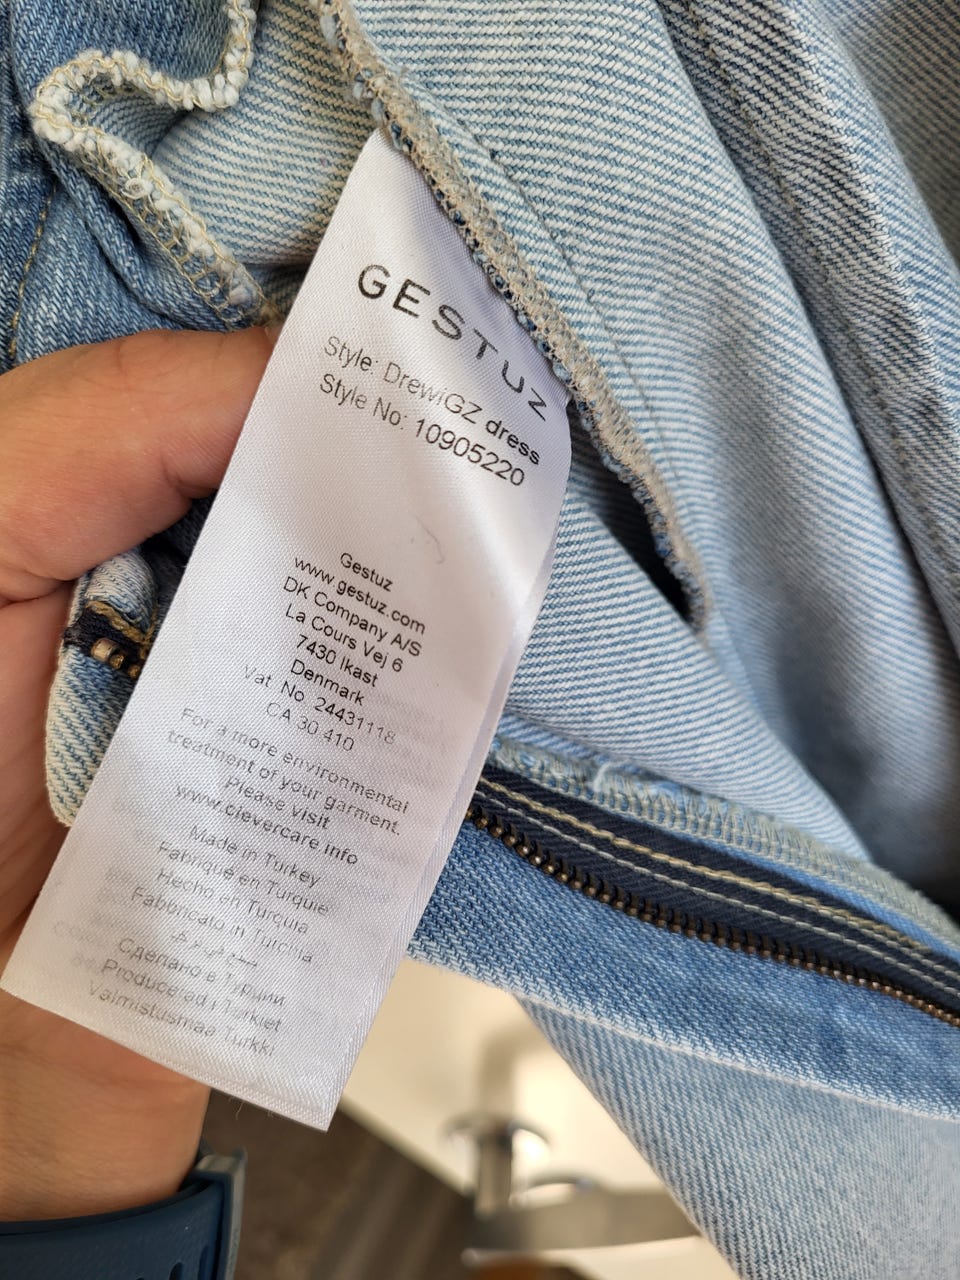 GESTUZ
Style: DrewiGZ dress
Style No: 10905220
Gestuz
www.gestuz.com
DK Company A/S
La Cours Vej 6
7430 Ikast
Denmark
Vat. No. 24431118
CA 30 410
For a more environmental
treatment of your garment.
Please visit
www.clevercare.info
Made in Turkey
Fabriqué en Turquie
Hecho en Turquia
Fabbricato in Turchia
Сделано в Турции
Produceradj Turkiet
Valmistusmaa Turkki